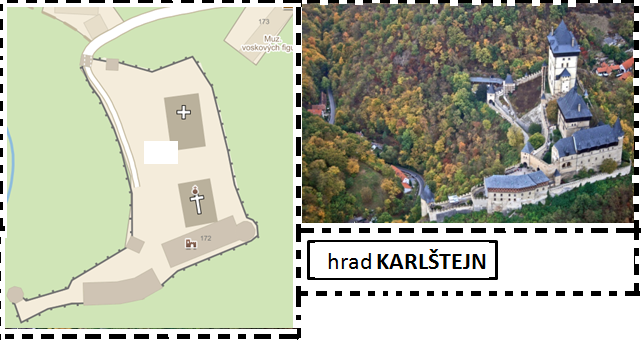 173
Muz.
voskových figu
172
hrad KARLŠTEJN